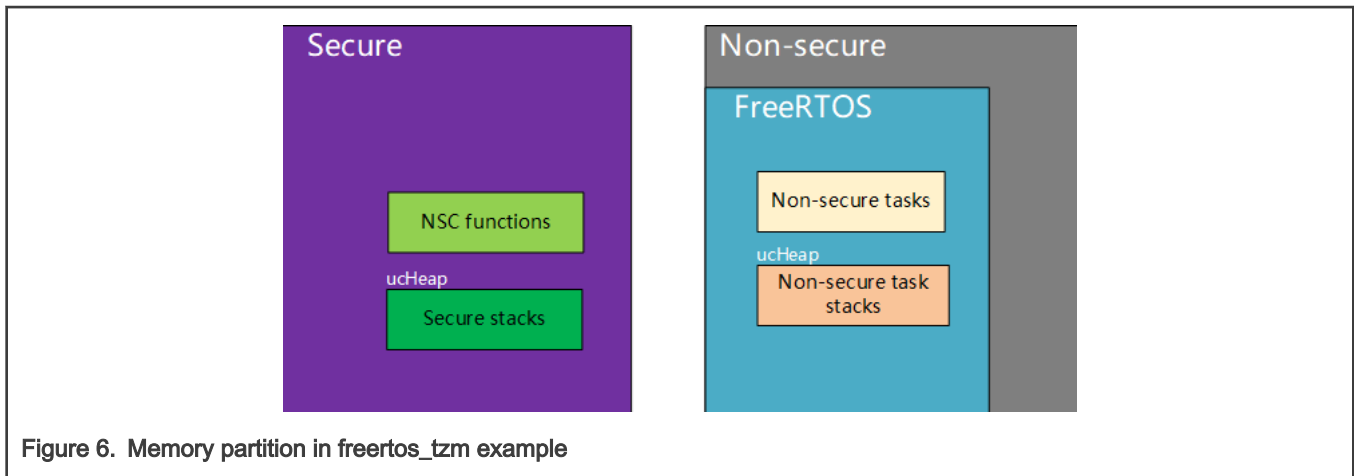 Secure
NSC functions
ucHeap
Secure stacks
Non-secure
FreeRTOS
Non-secure tasks
ucHeap
Non-secure task
stacks
Figure 6. Memory partition in freertos_tzm example